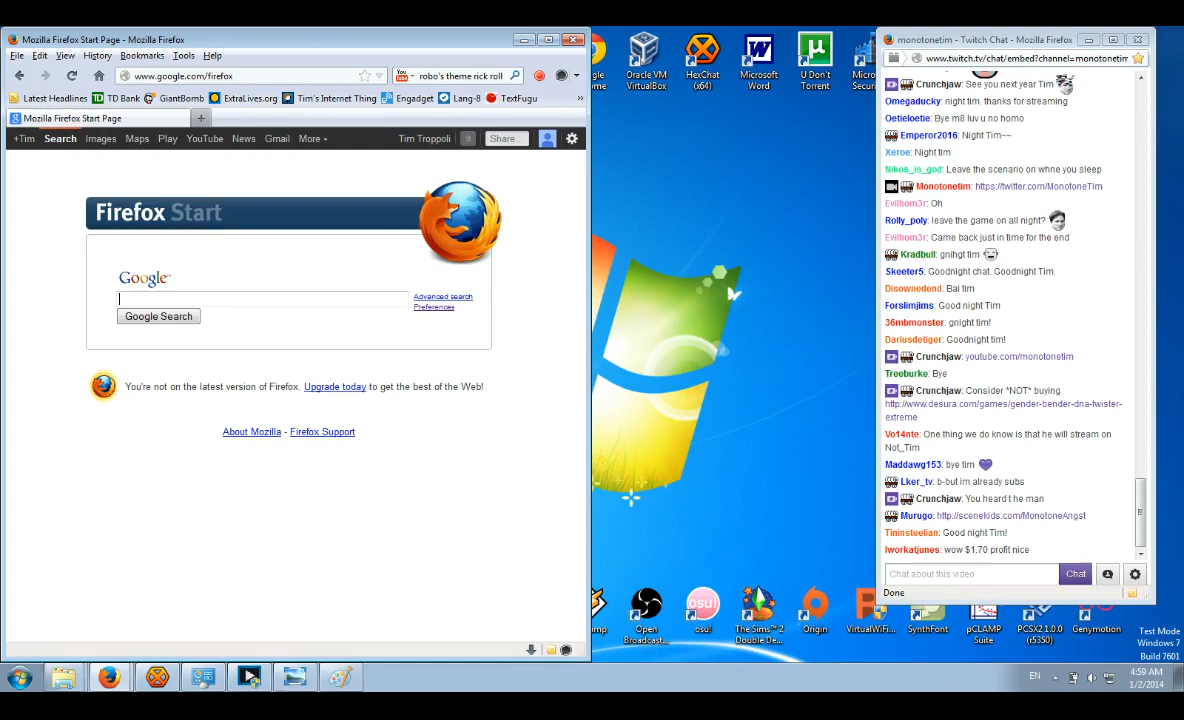 Mozilla Firefox Start Page - Mozilla Firefox
File Edit View History Bookmarks Tools Help
www.google.com/firefox
robo's theme rick roll
Latest Headlines TD Bank GiantBomb ExtraLives.org Tim's Internet Thing Engadget Lang-8 TextFugu »
Mozilla Firefox Start Page
+Tim Search Images Maps Play YouTube News Gmail More Tim Troppoli 9 Share...
Firefox Start
Google
Advanced search
Preferences
Google Search
You're not on the latest version of Firefox. Upgrade today to get the best of the Web!
About Mozilla - Firefox Support
Oracle VM
VirtualBox
HexChat
(x64)
Microsoft
Word
U Don't
Torrent
Open
Broadcast...
osu!
osu!
The Sims™ 2
Double De...
Origin
VirtualWiFi...
SynthFont
pCLAMP
Suite
PCSX2 1.0.0
(r5350)
Genymotion
monotonetim - Twitch Chat - Mozilla Firefox
www.twitch.tv/chat/embed?channel=monotonetim
Crunchjaw: See you next year Tim
Omegaducky: night tim. thanks for streaming
Oetieloetie: Bye m8 luv u no homo
Emperor2016: Night Tim~~
Xeroe: Night tim
Nikos_is_god: Leave the scenario on whne you sleep
Monotonetim: https://twitter.com/MonotoneTim
Evilhom3r: Oh
Rolly_poly: leave the game on all night?
Evilhom3r: Came back just in time for the end
Kradbull: gnihgt tim
Skeeter5: Goodnight chat. Goodnight Tim.
Disownedend: Bai tim
Forslimjims: Good night Tim
36mbmonster: gnight tim!
Dariusdetiger: Goodnight tim!
Crunchjaw: youtube.com/monotonetim
Treeburke: Bye
Crunchjaw: Consider *NOT* buying
http://www.desura.com/games/gender-bender-dna-twister-
extreme
Vo14nte: One thing we do know is that he will stream on
Not_Tim
Maddawg153: bye tim
Lker_tv: b-but im already subs
Crunchjaw: You heard t he man
Murugo: http://scenekids.com/MonotoneAngst
Tininsteelian: Good night Tim!
Iworkatjunes: wow $1.70 profit nice
Chat about this video
Chat
Done
Test Mode
Windows 7
Build 7601
EN
4:59 AM
1/2/2014